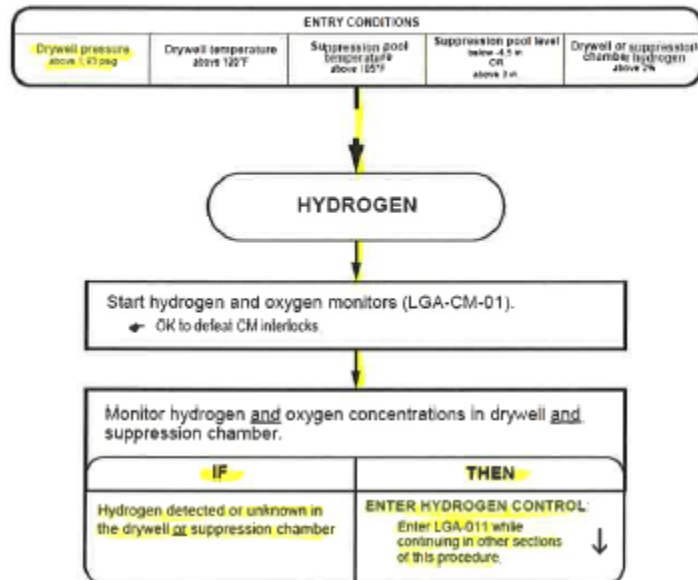 ENTRY CONDITIONS
Drywell pressure
above 1.93 psig
Drywell temperature
above 120°F
Suppression pool
temperature
above 105°F
Suppression pool level
below -4.5 in
OR
above 3 in
Drywell or suppression
chamber hydrogen
above 2%
HYDROGEN
Start hydrogen and oxygen monitors (LGA-CM-01).
☛ OK to defeat CM interlocks
Monitor hydrogen and oxygen concentrations in drywell and
suppression chamber.
IF
THEN
Hydrogen detected or unknown in
the drywell or suppression chamber
ENTER HYDROGEN CONTROL:
Enter LGA-011 while
continuing in other sections
of this procedure.